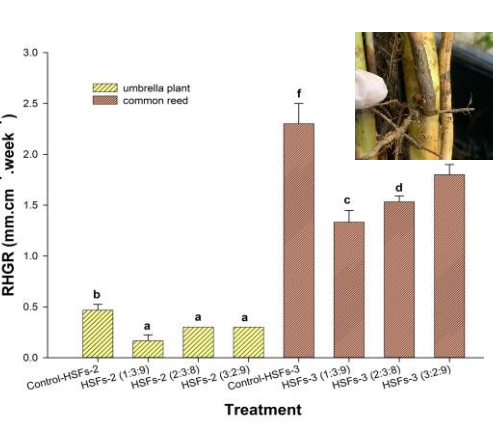 3.0
2.5
2.0
1.5
1.0
0.5
0.0
RHGR (mm.cm⁻¹.week⁻¹)
umbrella plant
common reed
b
a
a
a
f
c
d
Control-HSFs-2
HSFs-2 (1:3:9)
HSFs-2 (2:3:8)
HSFs-2 (3:2:9)
Control-HSFs-3
HSFs-3 (1:3:9)
HSFs-3 (2:3:8)
HSFs-3 (3:2:9)
Treatment